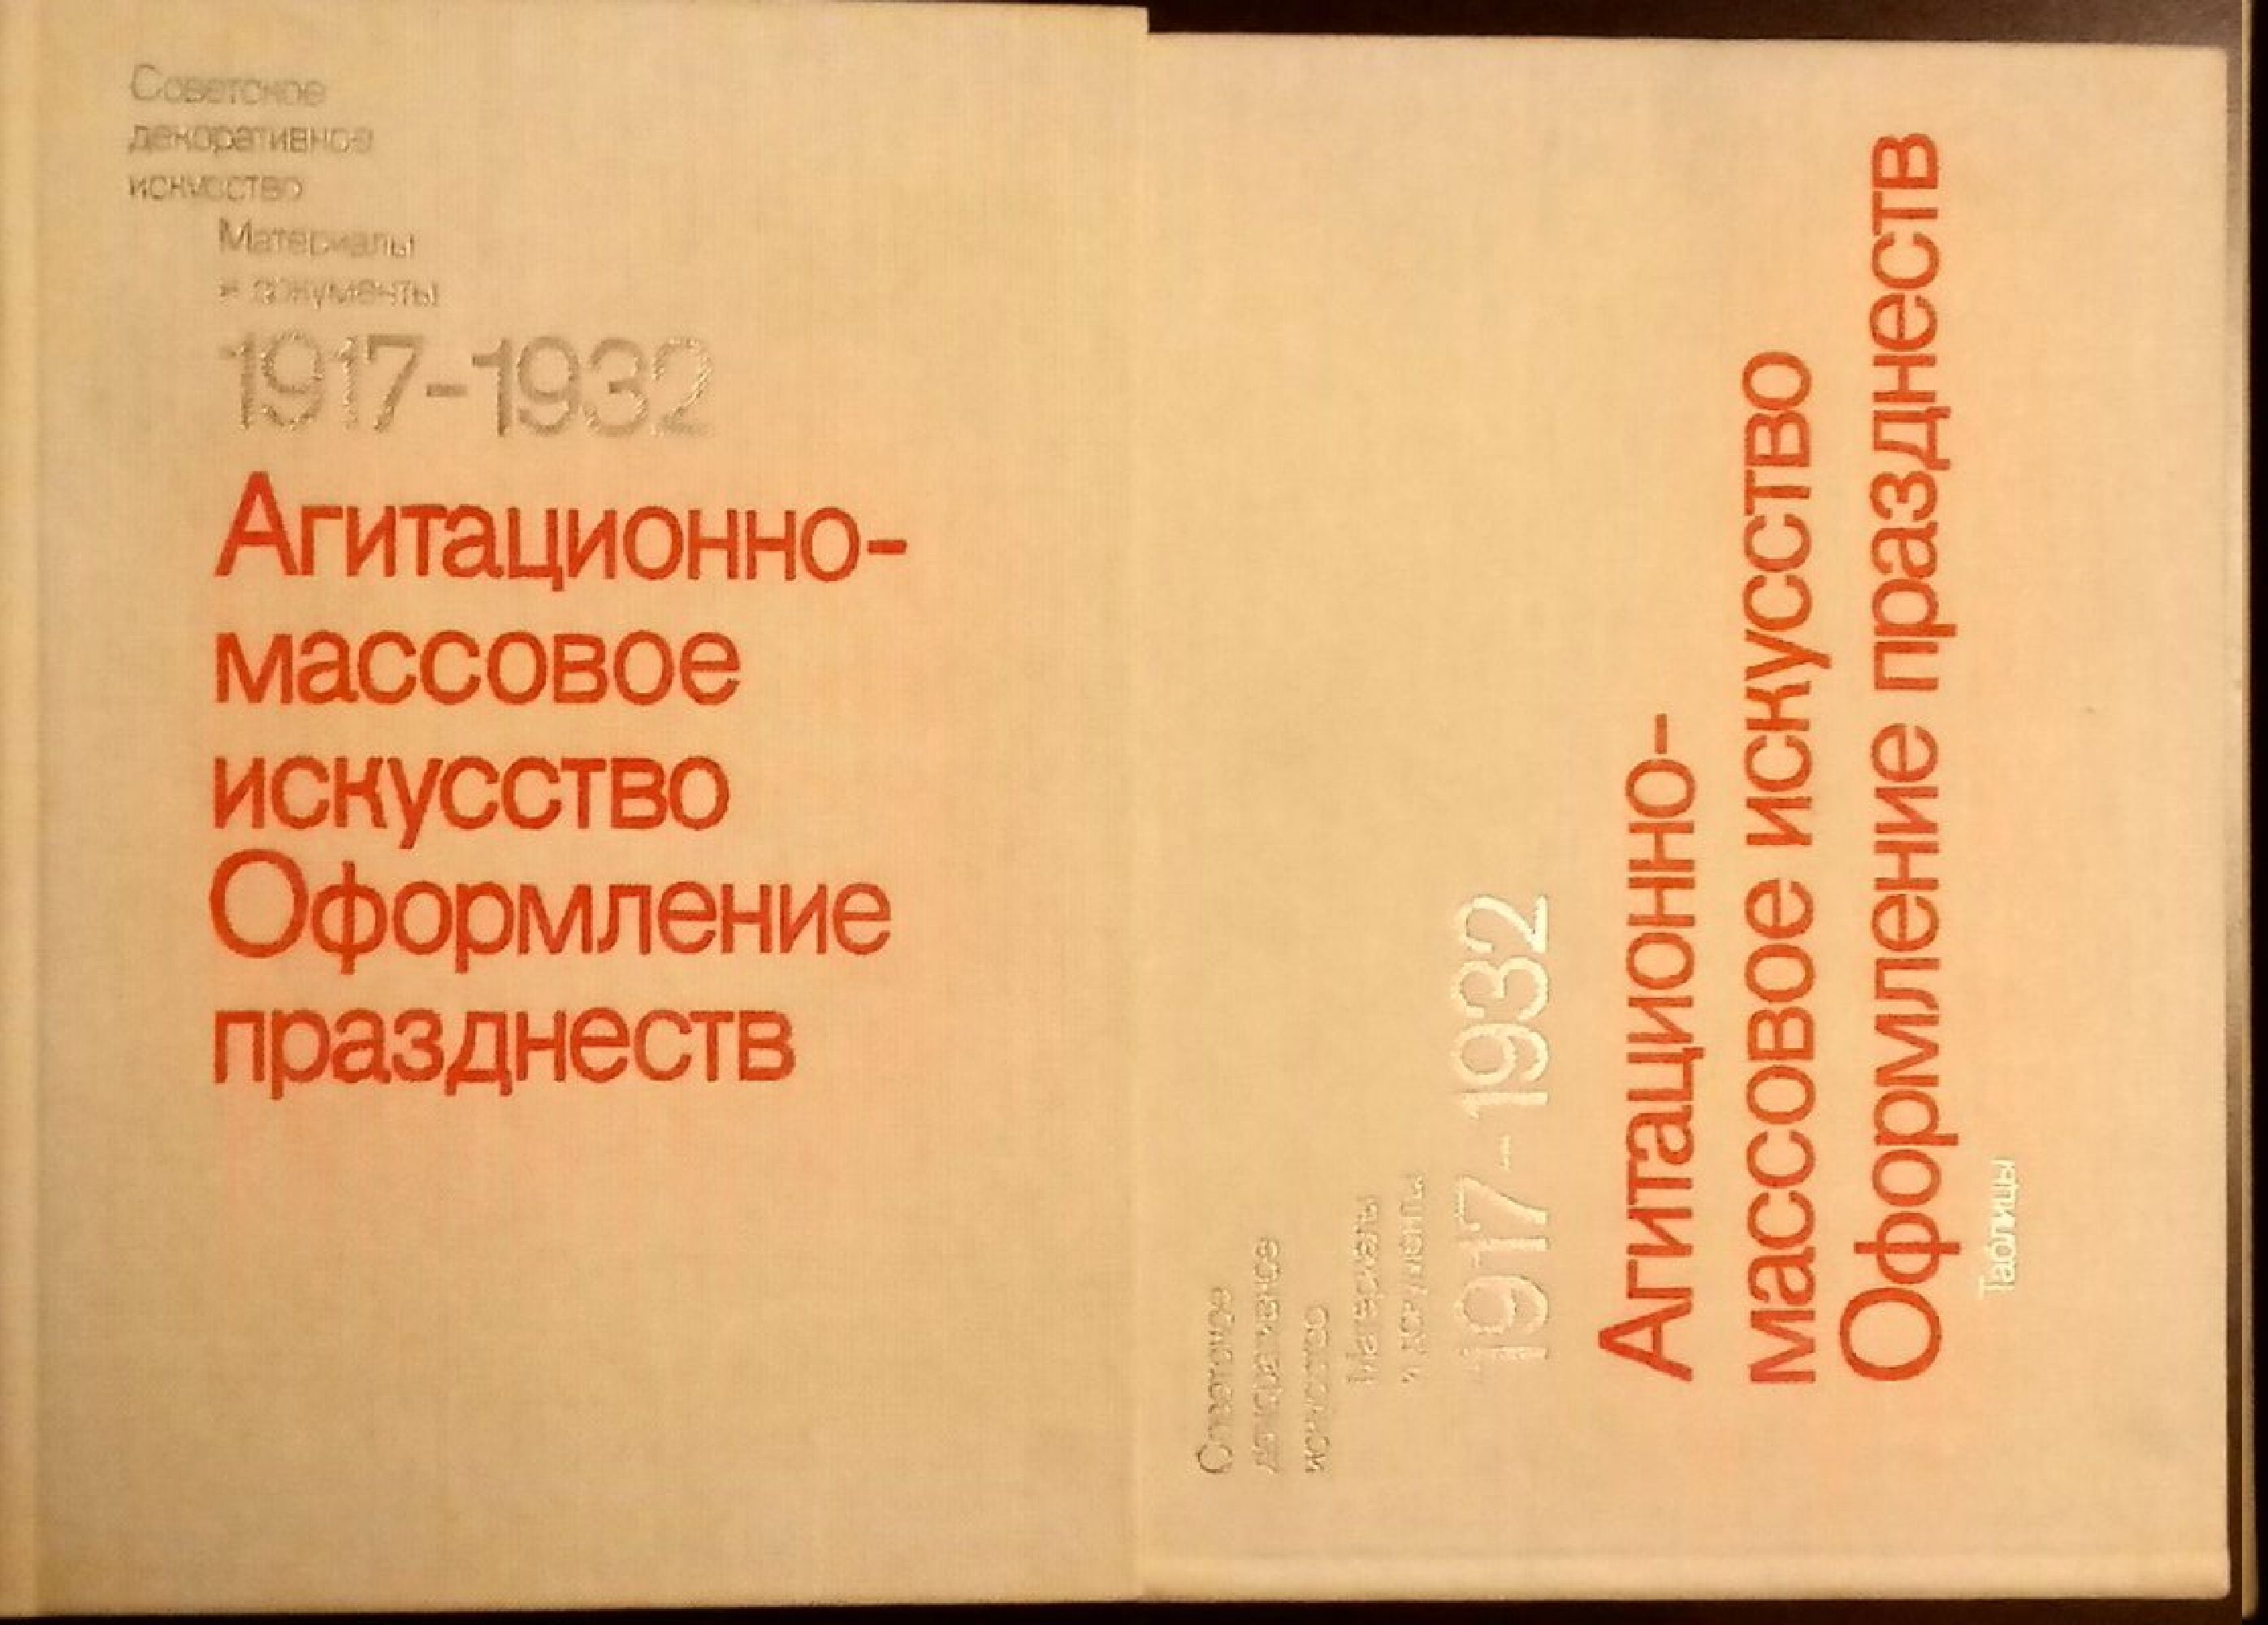 Советское
декоративное
искусство
Материалы
и документы
1917-1932
Агитационно-
массовое
искусство
Оформление
празднеств
Советское
декоративное
искусство
Материалы
и документы
1917-1932
Агитационно-
массовое искусство
Оформление празднеств
Таблицы